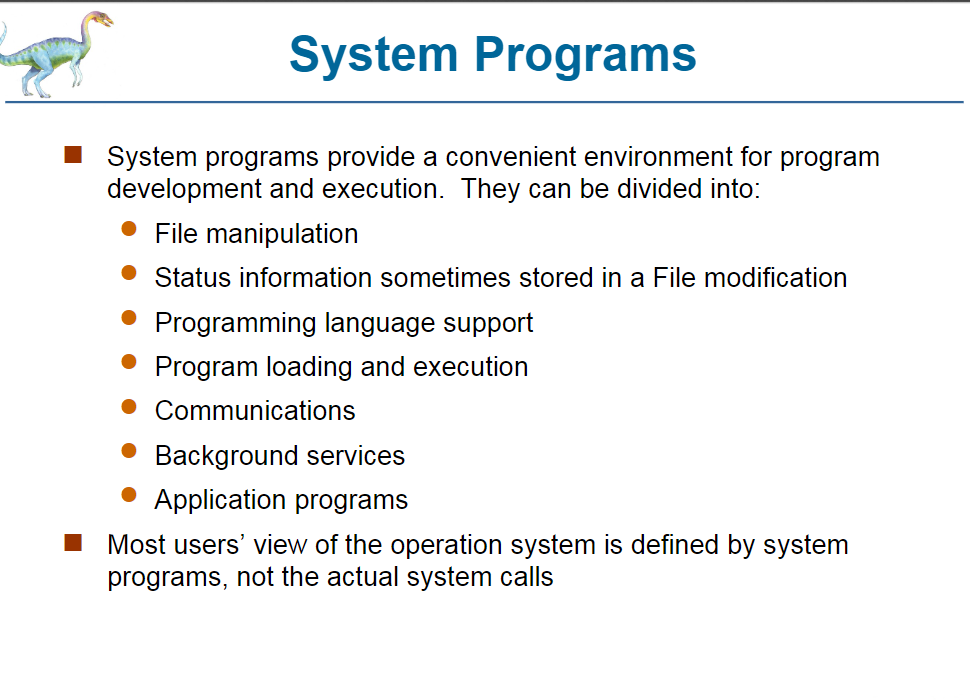 System Programs
System programs provide a convenient environment for program
development and execution.  They can be divided into:
File manipulation
Status information sometimes stored in a File modification
Programming language support
Program loading and execution
Communications
Background services
Application programs
Most users’ view of the operation system is defined by system
programs, not the actual system calls